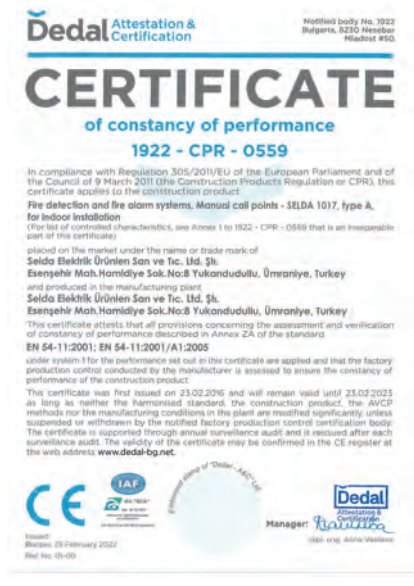 Dedal Attestation &
Certification
Notified body No. 1922
Bulgaria, 8230 Nesebar
Mladost #50
CERTIFICATE
of constancy of performance
1922 - CPR - 0559
In compliance with Regulation 305/2011/EU of the European Parliament and of
the Council of 9 March 2011 (the Construction Products Regulation or CPR), this
certificate applies to the construction product
Fire detection and fire alarm systems. Manual call points - SELDA 1017, type A,
for indoor installation
(For list of controlled characteristics, see Annex 1 to 1922 - CPR - 0559 that is an inseparable
part of this certificate)
placed on the market under the name or trade mark of
Selda Elektrik Ürünlen San ve Tic. Ltd. Şti.
Esenşehir Mah.Hamidiye Sok.No:8 Yukarıdudullu, Ümraniye, Turkey
and produced in the manufacturing plant
Selda Elektrik Ürünlen San ve Tic. Ltd. Şti.
Esenşehir Mah.Hamidiye Sok.No:8 Yukarıdudullu, Ümraniye, Turkey
This certificate attests that all provisions concerning the assessment and verification
of constancy of performance described in Annex ZA of the standard
EN 54-11:2001; EN 54-11:2001/A1:2005
under system 1 for the performance set out in this certificate are applied and that the factory
production control conducted by the manufacturer is assessed to ensure the constancy of
performance of the construction product.
This certificate was first issued on 23.02.2016 and will remain valid until 23.02.2023
as long as neither the harmonised standard, the construction product, the AVCP
methods nor the manufacturing conditions in the plant are modified significantly, unless
suspended or withdrawn by the notified factory production control certification body.
The certificate is supported through annual surveillance audit and is reissued after each
surveillance audit. The validity of the certificate may be confirmed in the CE register at
the web address www.dedal-bg.net.
CE
IAF
Dedal
Attestation &
Certification
Manager:
Issued:
Burgas, 23 February 2022
Ref. No. 01-00